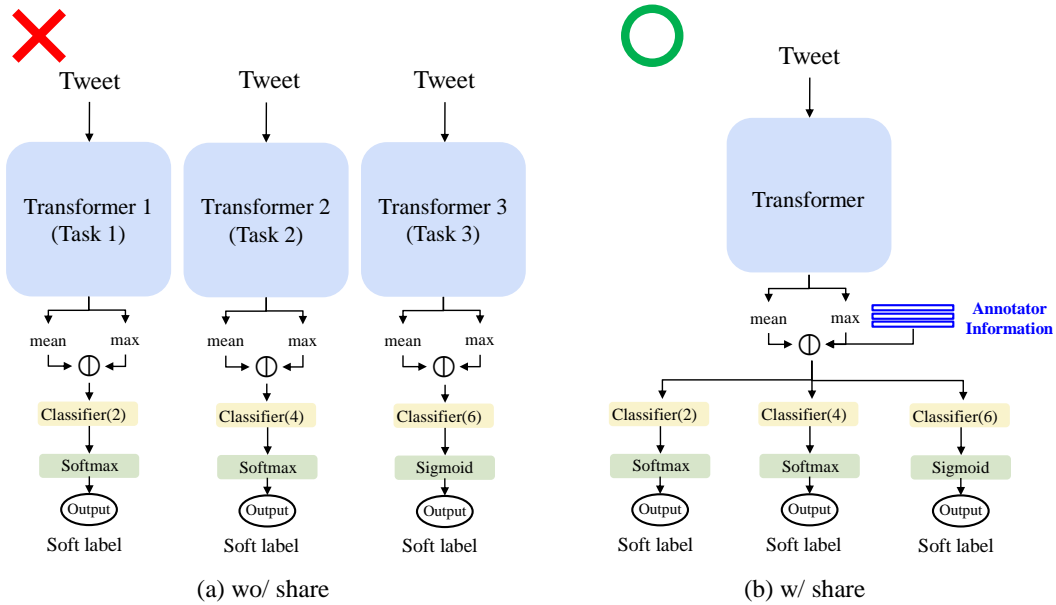 Tweet
Tweet
Tweet
Transformer 1
(Task 1)
Transformer 2
(Task 2)
Transformer 3
(Task 3)
mean
max
mean
max
mean
max
Classifier(2)
Classifier(4)
Classifier(6)
Softmax
Softmax
Sigmoid
Output
Output
Output
Soft label
Soft label
Soft label
(a) wo/ share
Tweet
Transformer
mean
max
Annotator
Information
Classifier(2)
Classifier(4)
Classifier(6)
Softmax
Softmax
Sigmoid
Output
Output
Output
Soft label
Soft label
Soft label
(b) w/ share